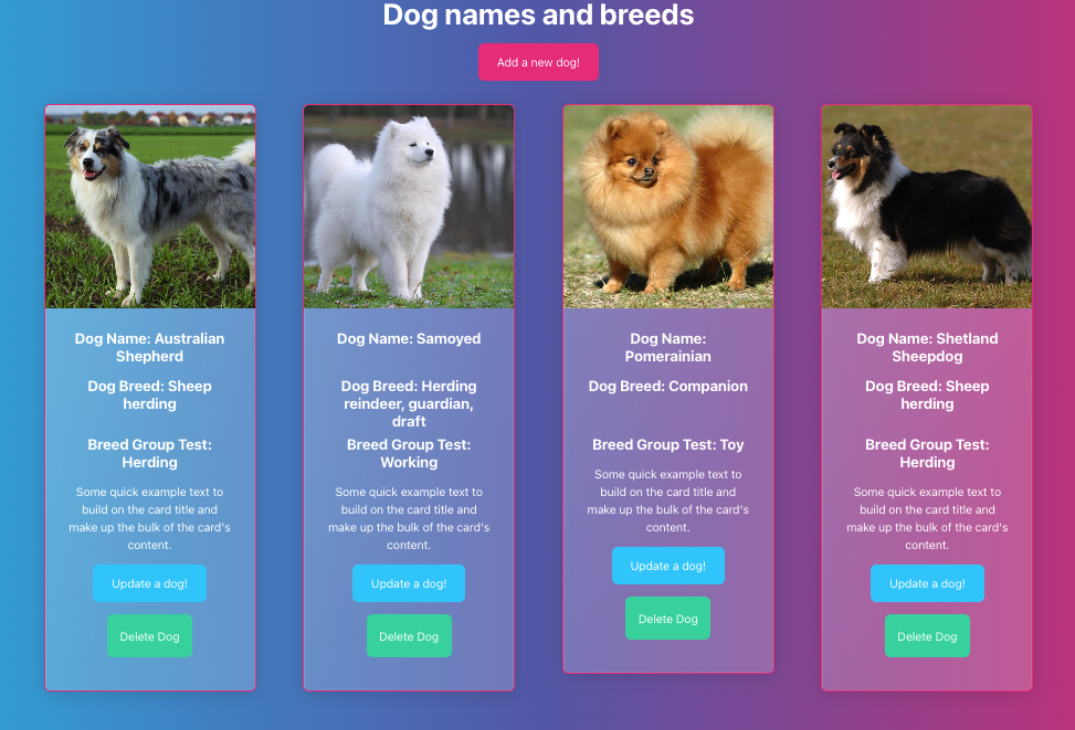 Dog names and breeds
Add a new dog!
Dog Name: Australian
Shepherd
Dog Breed: Sheep
herding
Breed Group Test:
Herding
Some quick example text to
build on the card title and
make up the bulk of the card's
content.
Update a dog!
Delete Dog
Dog Name: Samoyed
Dog Breed: Herding
reindeer, guardian,
draft
Breed Group Test:
Working
Some quick example text to
build on the card title and
make up the bulk of the card's
content.
Update a dog!
Delete Dog
Dog Name:
Pomerainian
Dog Breed: Companion
Breed Group Test: Toy
Some quick example text to
build on the card title and
make up the bulk of the card's
content.
Update a dog!
Delete Dog
Dog Name: Shetland
Sheepdog
Dog Breed: Sheep
herding
Breed Group Test:
Herding
Some quick example text to
build on the card title and
make up the bulk of the card's
content.
Update a dog!
Delete Dog